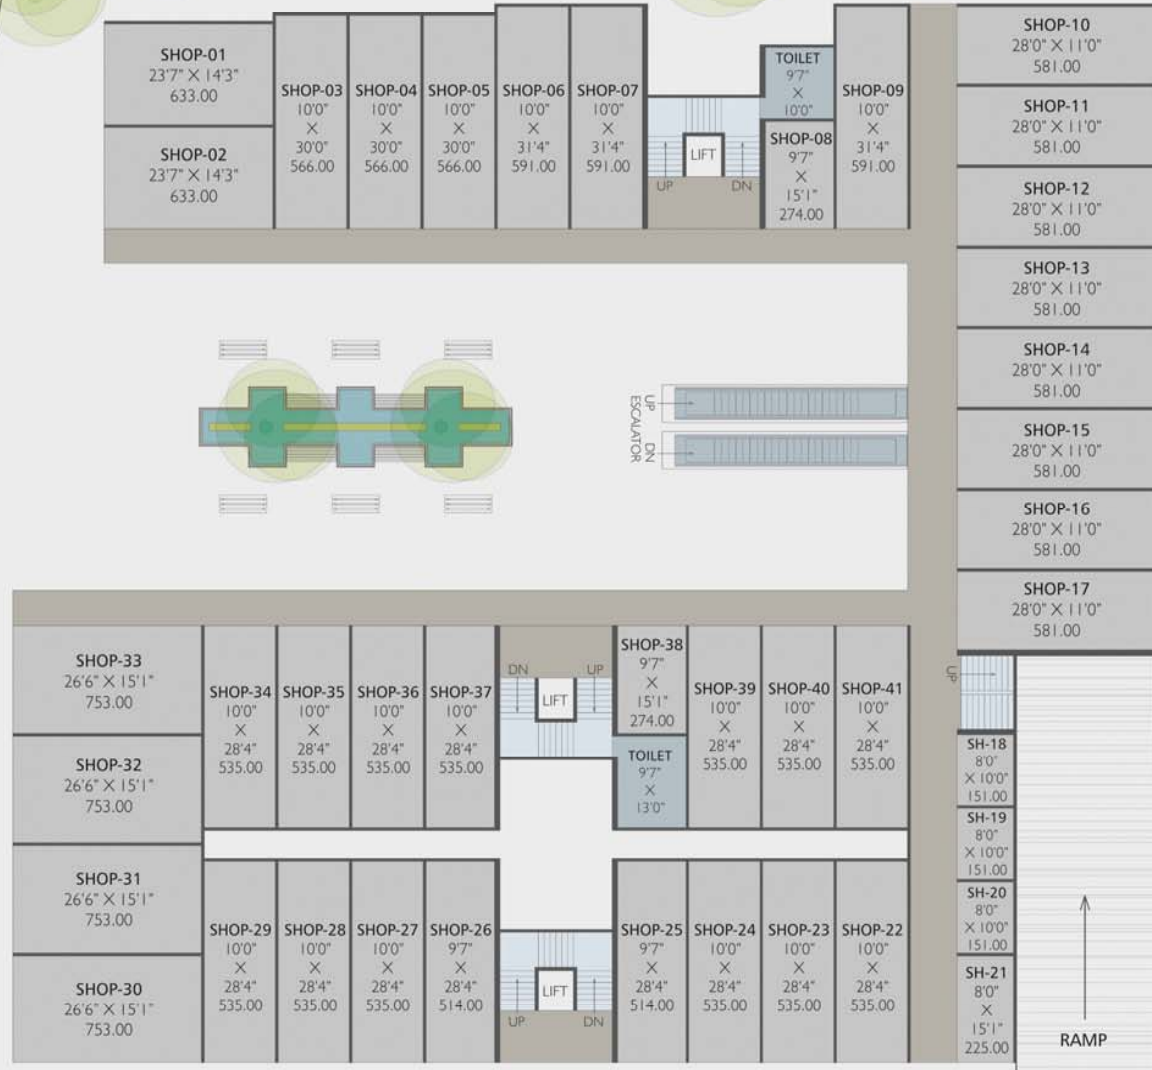 SHOP-01
23'7" X 14'3"
633.00
SHOP-02
23'7" X 14'3"
633.00
SHOP-03
10'0"
X
30'0"
566.00
SHOP-04
10'0"
X
30'0"
566.00
SHOP-05
10'0"
X
30'0"
566.00
SHOP-06
10'0"
X
31'4"
591.00
SHOP-07
10'0"
X
31'4"
591.00
LIFT
UP
DN
TOILET
9'7"
X
10'0"
SHOP-08
9'7"
X
15'1"
274.00
SHOP-09
10'0"
X
31'4"
591.00
SHOP-10
28'0" X 11'0"
581.00
SHOP-11
28'0" X 11'0"
581.00
SHOP-12
28'0" X 11'0"
581.00
SHOP-13
28'0" X 11'0"
581.00
SHOP-14
28'0" X 11'0"
581.00
SHOP-15
28'0" X 11'0"
581.00
SHOP-16
28'0" X 11'0"
581.00
SHOP-17
28'0" X 11'0"
581.00
UP
ESCALATOR
DN
SHOP-33
26'6" X 15'1"
753.00
SHOP-32
26'6" X 15'1"
753.00
SHOP-31
26'6" X 15'1"
753.00
SHOP-30
26'6" X 15'1"
753.00
SHOP-34
10'0"
X
28'4"
535.00
SHOP-35
10'0"
X
28'4"
535.00
SHOP-36
10'0"
X
28'4"
535.00
SHOP-37
10'0"
X
28'4"
535.00
DN
UP
LIFT
SHOP-38
9'7"
X
15'1"
274.00
TOILET
9'7"
X
13'0"
SHOP-39
10'0"
X
28'4"
535.00
SHOP-40
10'0"
X
28'4"
535.00
SHOP-41
10'0"
X
28'4"
535.00
UP
SH-18
8'0"
X 10'0"
151.00
SH-19
8'0"
X 10'0"
151.00
SH-20
8'0"
X 10'0"
151.00
SH-21
8'0"
X
15'1"
225.00
SHOP-29
10'0"
X
28'4"
535.00
SHOP-28
10'0"
X
28'4"
535.00
SHOP-27
10'0"
X
28'4"
535.00
SHOP-26
9'7"
X
28'4"
514.00
LIFT
UP
DN
SHOP-25
9'7"
X
28'4"
514.00
SHOP-24
10'0"
X
28'4"
535.00
SHOP-23
10'0"
X
28'4"
535.00
SHOP-22
10'0"
X
28'4"
535.00
RAMP